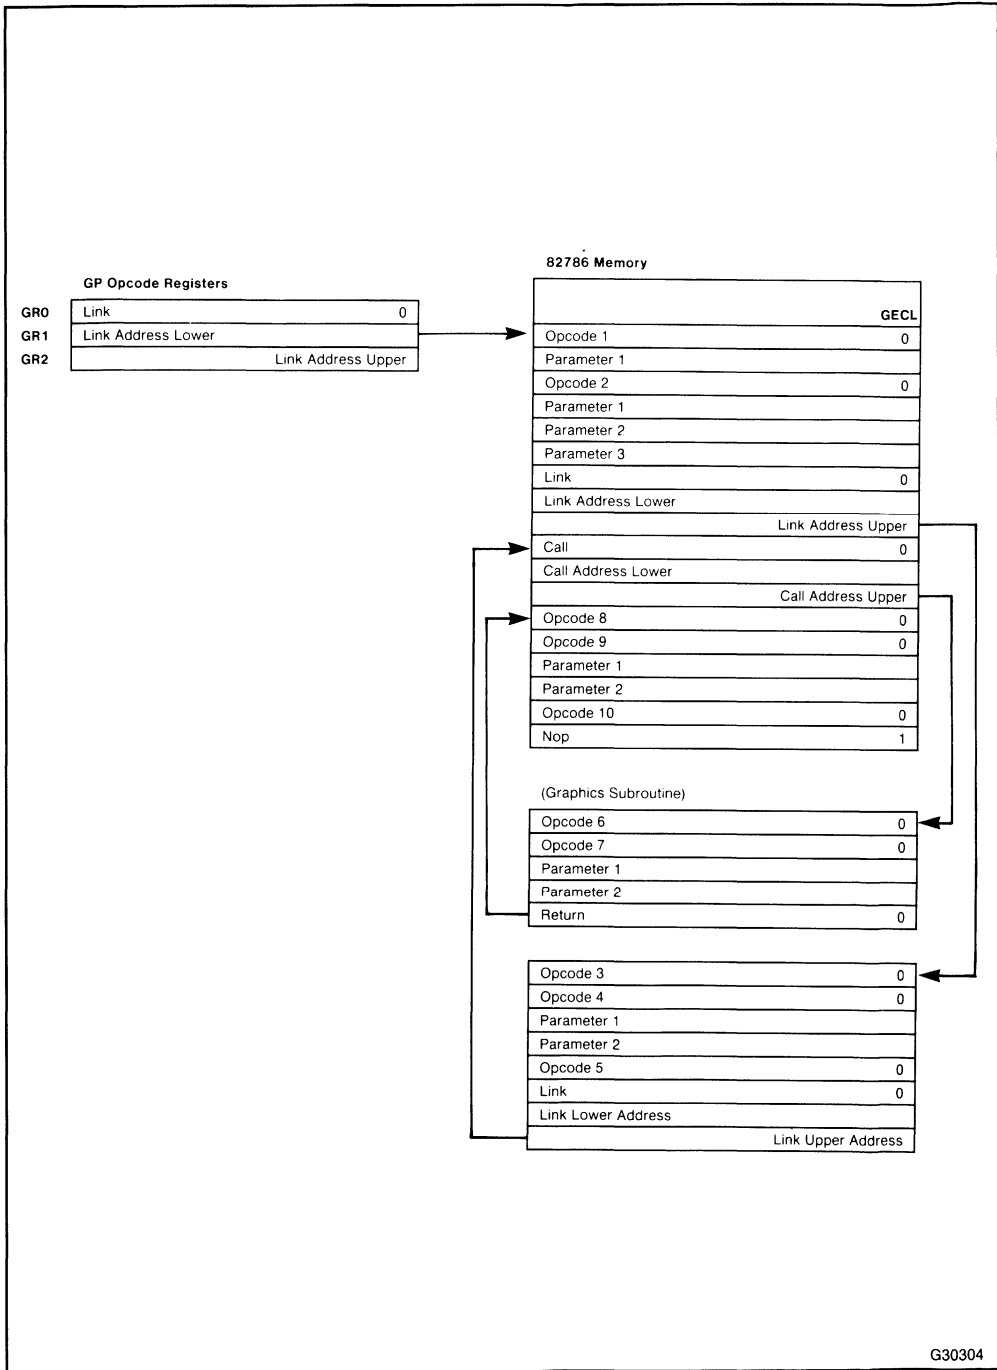 GP Opcode Registers
GR0 Link 0
GR1 Link Address Lower
GR2 Link Address Upper
82786 Memory
GECL
Opcode 1 0
Parameter 1
Opcode 2 0
Parameter 1
Parameter 2
Parameter 3
Link 0
Link Address Lower
Link Address Upper
Call 0
Call Address Lower
Call Address Upper
Opcode 8 0
Opcode 9 0
Parameter 1
Parameter 2
Opcode 10 0
Nop 1
(Graphics Subroutine)
Opcode 6 0
Opcode 7 0
Parameter 1
Parameter 2
Return 0
Opcode 3 0
Opcode 4 0
Parameter 1
Parameter 2
Opcode 5 0
Link 0
Link Lower Address
Link Upper Address
G30304